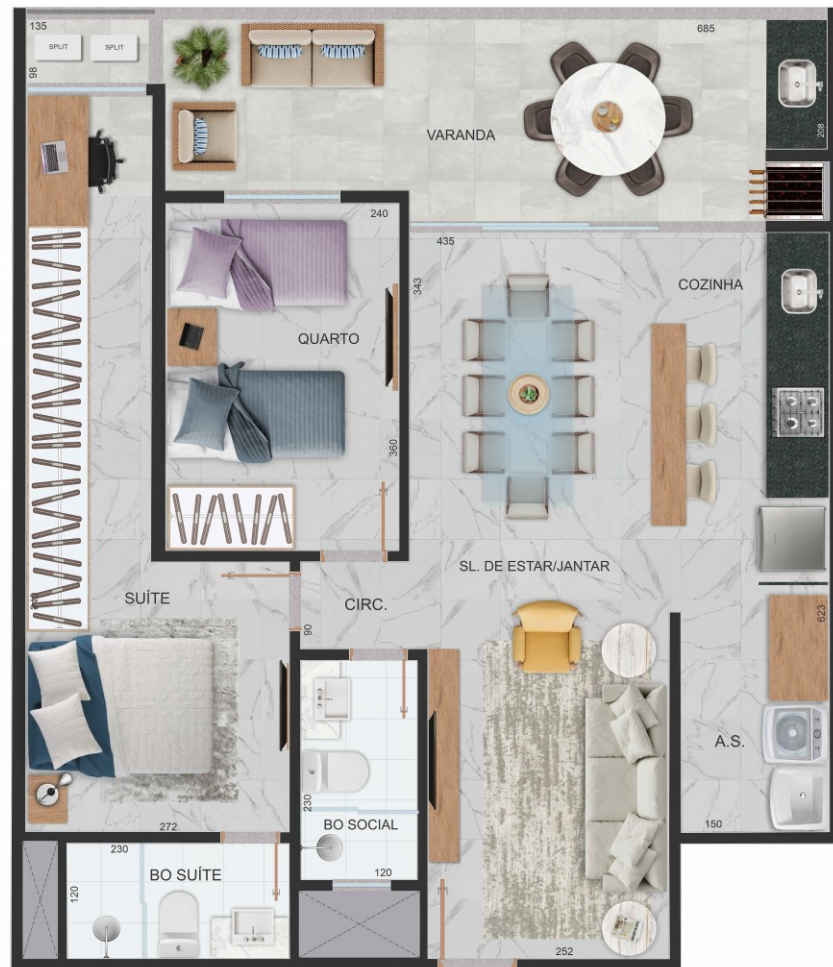 135
685
SPLIT SPLIT
98
VARANDA
208
240
435
343
COZINHA
QUARTO
360
SL. DE ESTAR/JANTAR
SUÍTE
CIRC.
90
623
A.S.
230
BO SOCIAL
272
150
230
BO SUÍTE
120
120
252